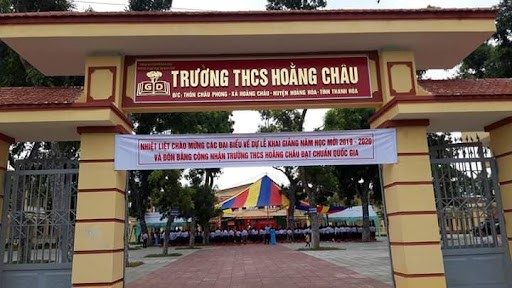 TRƯỜNG THCS HOẰNG CHÂU
GD
Đ/C: THÔN CHÂU PHONG - XÃ HOẰNG CHÂU - HUYỆN HOẰNG HÓA - TỈNH THANH HÓA
NHIỆT LIỆT CHÀO MỪNG CÁC ĐẠI BIỂU VỀ DỰ LỄ KHAI GIẢNG NĂM HỌC MỚI 2019 - 2020
VÀ ĐÓN BẰNG CÔNG NHẬN TRƯỜNG THCS HOẰNG CHÂU ĐẠT CHUẨN QUỐC GIA